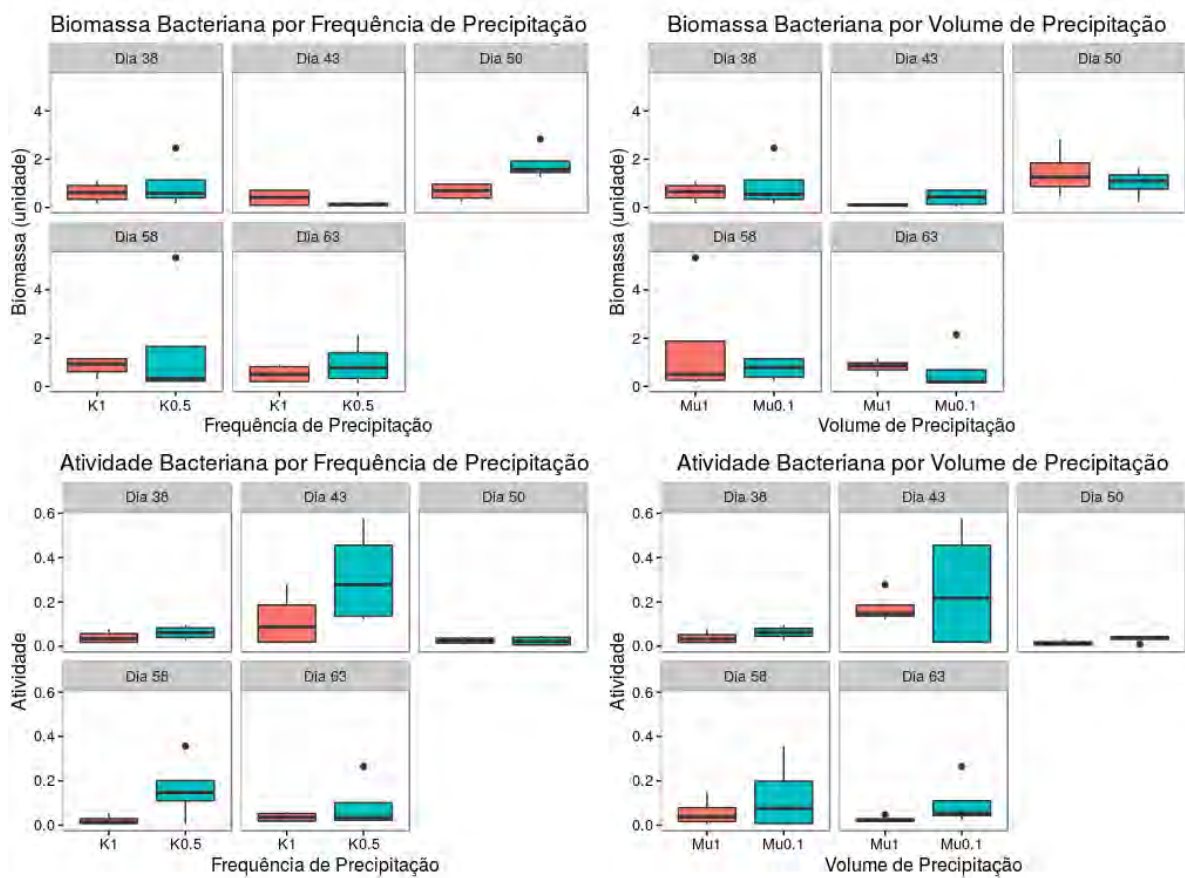 Biomassa Bacteriana por Frequência de Precipitação
Dia 38
Dia 43
Dia 50
4
2
0
Dia 58
Dia 63
4
2
0
Biomassa (unidade)
K1
K0.5
K1
K0.5
Frequência de Precipitação
Biomassa Bacteriana por Volume de Precipitação
Dia 38
Dia 43
Dia 50
4
2
0
Dia 58
Dia 63
4
2
0
Biomassa (unidade)
Mu1
Mu0.1
Mu1
Mu0.1
Volume de Precipitação
Atividade Bacteriana por Frequência de Precipitação
Dia 38
Dia 43
Dia 50
0.6
0.4
0.2
0.0
Dia 58
Dia 63
0.6
0.4
0.2
0.0
Atividade
K1
K0.5
K1
K0.5
Frequência de Precipitação
Atividade Bacteriana por Volume de Precipitação
Dia 38
Dia 43
Dia 50
0.6
0.4
0.2
0.0
Dia 58
Dia 63
0.6
0.4
0.2
0.0
Atividade
Mu1
Mu0.1
Mu1
Mu0.1
Volume de Precipitação